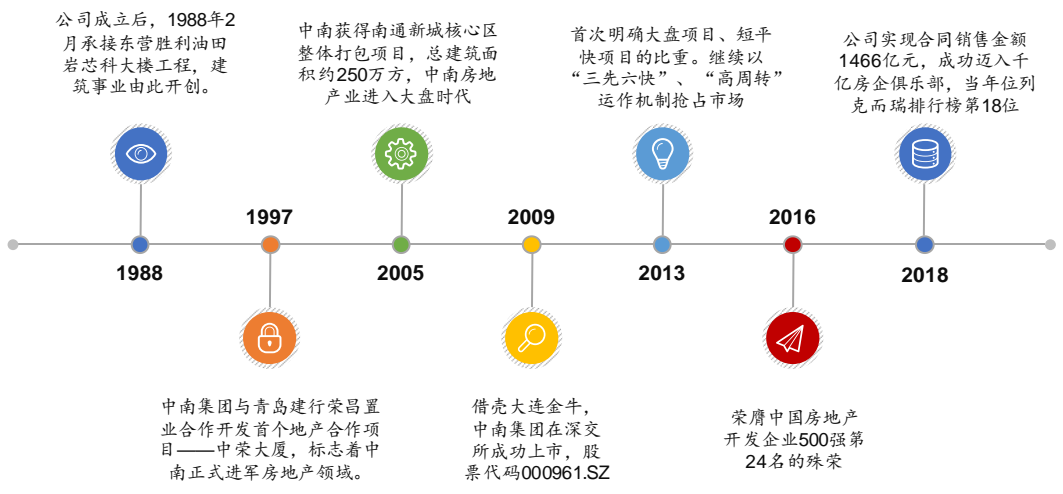 公司成立后，1988年2
月承接东营胜利油田
岩芯科大楼工程，建
筑事业由此开创。
中南获得南通新城核心区
整体打包项目，总建筑面
积约250万方，中南房地
产业进入大盘时代
首次明确大盘项目、短平
快项目的比重。继续以
“三先六快”、“高周转”
运作机制抢占市场
公司实现合同销售金额
1466亿元，成功迈入千
亿房企俱乐部，当年位列
克而瑞排行榜第18位
1997
2009
2016
1988
2005
2013
2018
中南集团与青岛建行荣昌置
业合作开发首个地产合作项
目——中荣大厦，标志着中
南正式进军房地产领域。
借壳大连金牛，
中南集团在深交
所成功上市，股
票代码000961.SZ
荣膺中国房地产
开发企业500强第
24名的殊荣